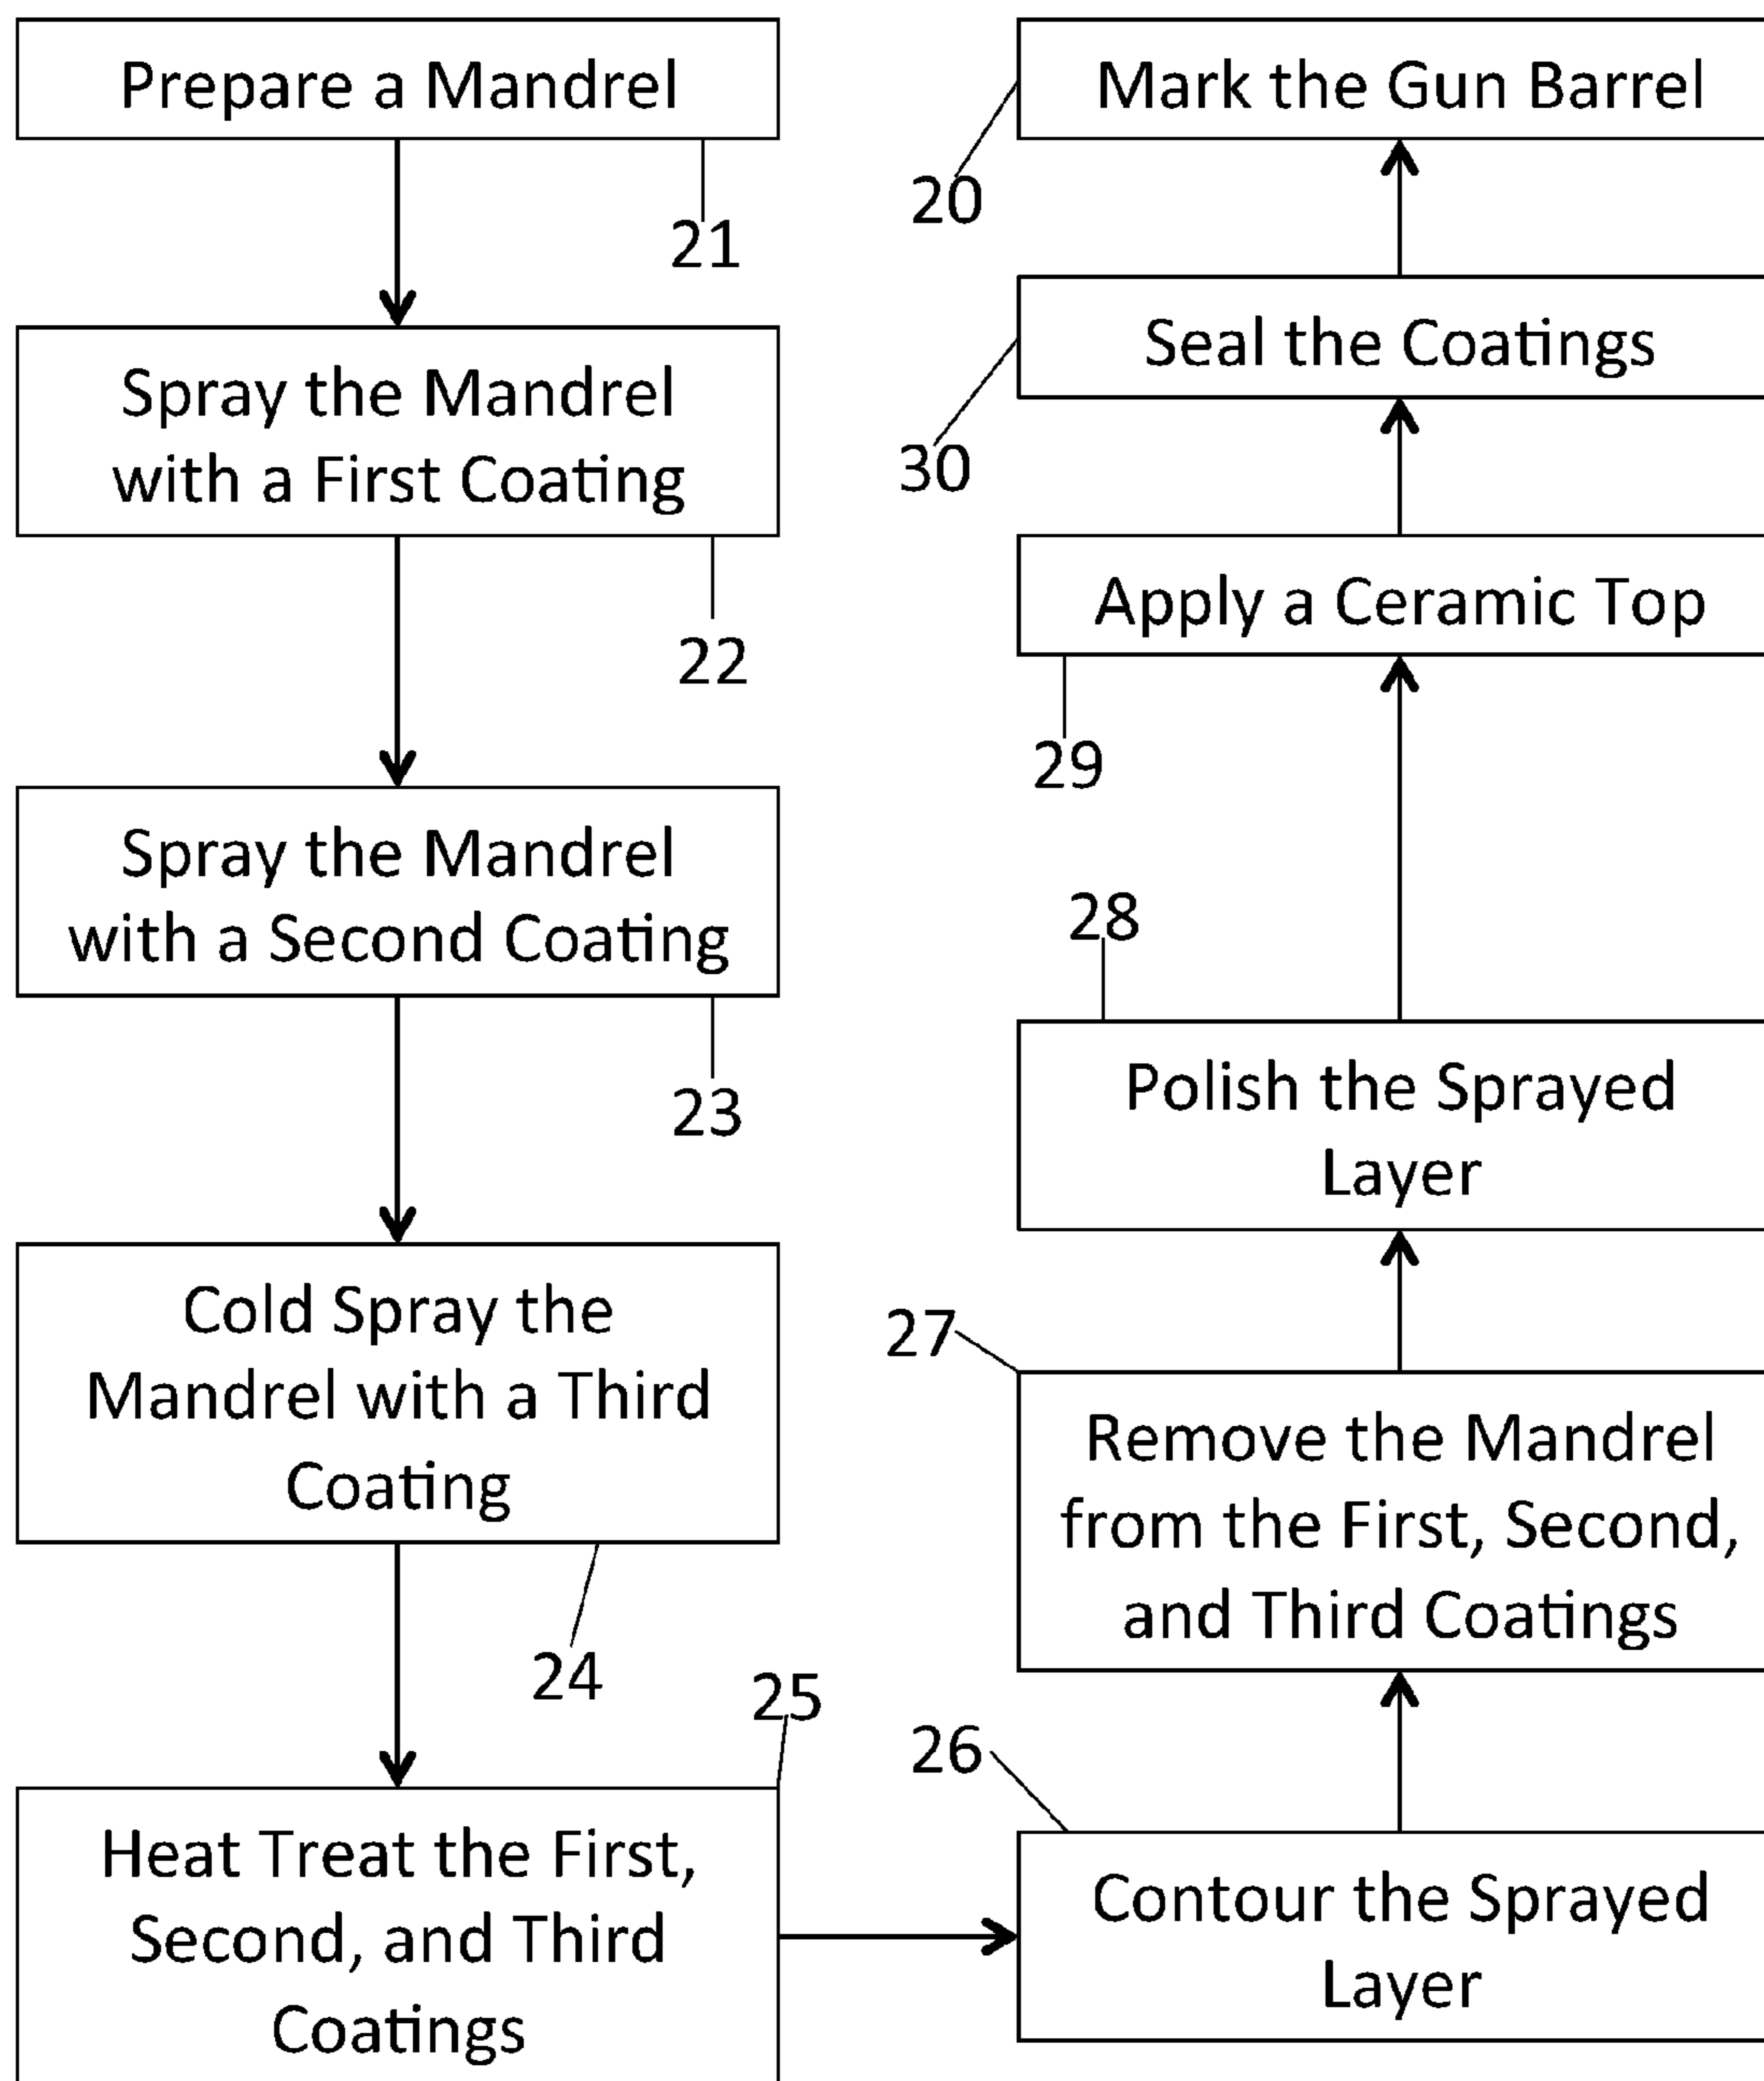 Prepare a Mandrel
21
Spray the Mandrel
with a First Coating
22
Spray the Mandrel
with a Second Coating
23
Cold Spray the
Mandrel with a Third
Coating
24
25
Heat Treat the First,
Second, and Third
Coatings
26
Contour the Sprayed
Layer
27
Remove the Mandrel
from the First, Second,
and Third Coatings
28
Polish the Sprayed
Layer
Apply a Ceramic Top
29
Seal the Coatings
30
Mark the Gun Barrel
20